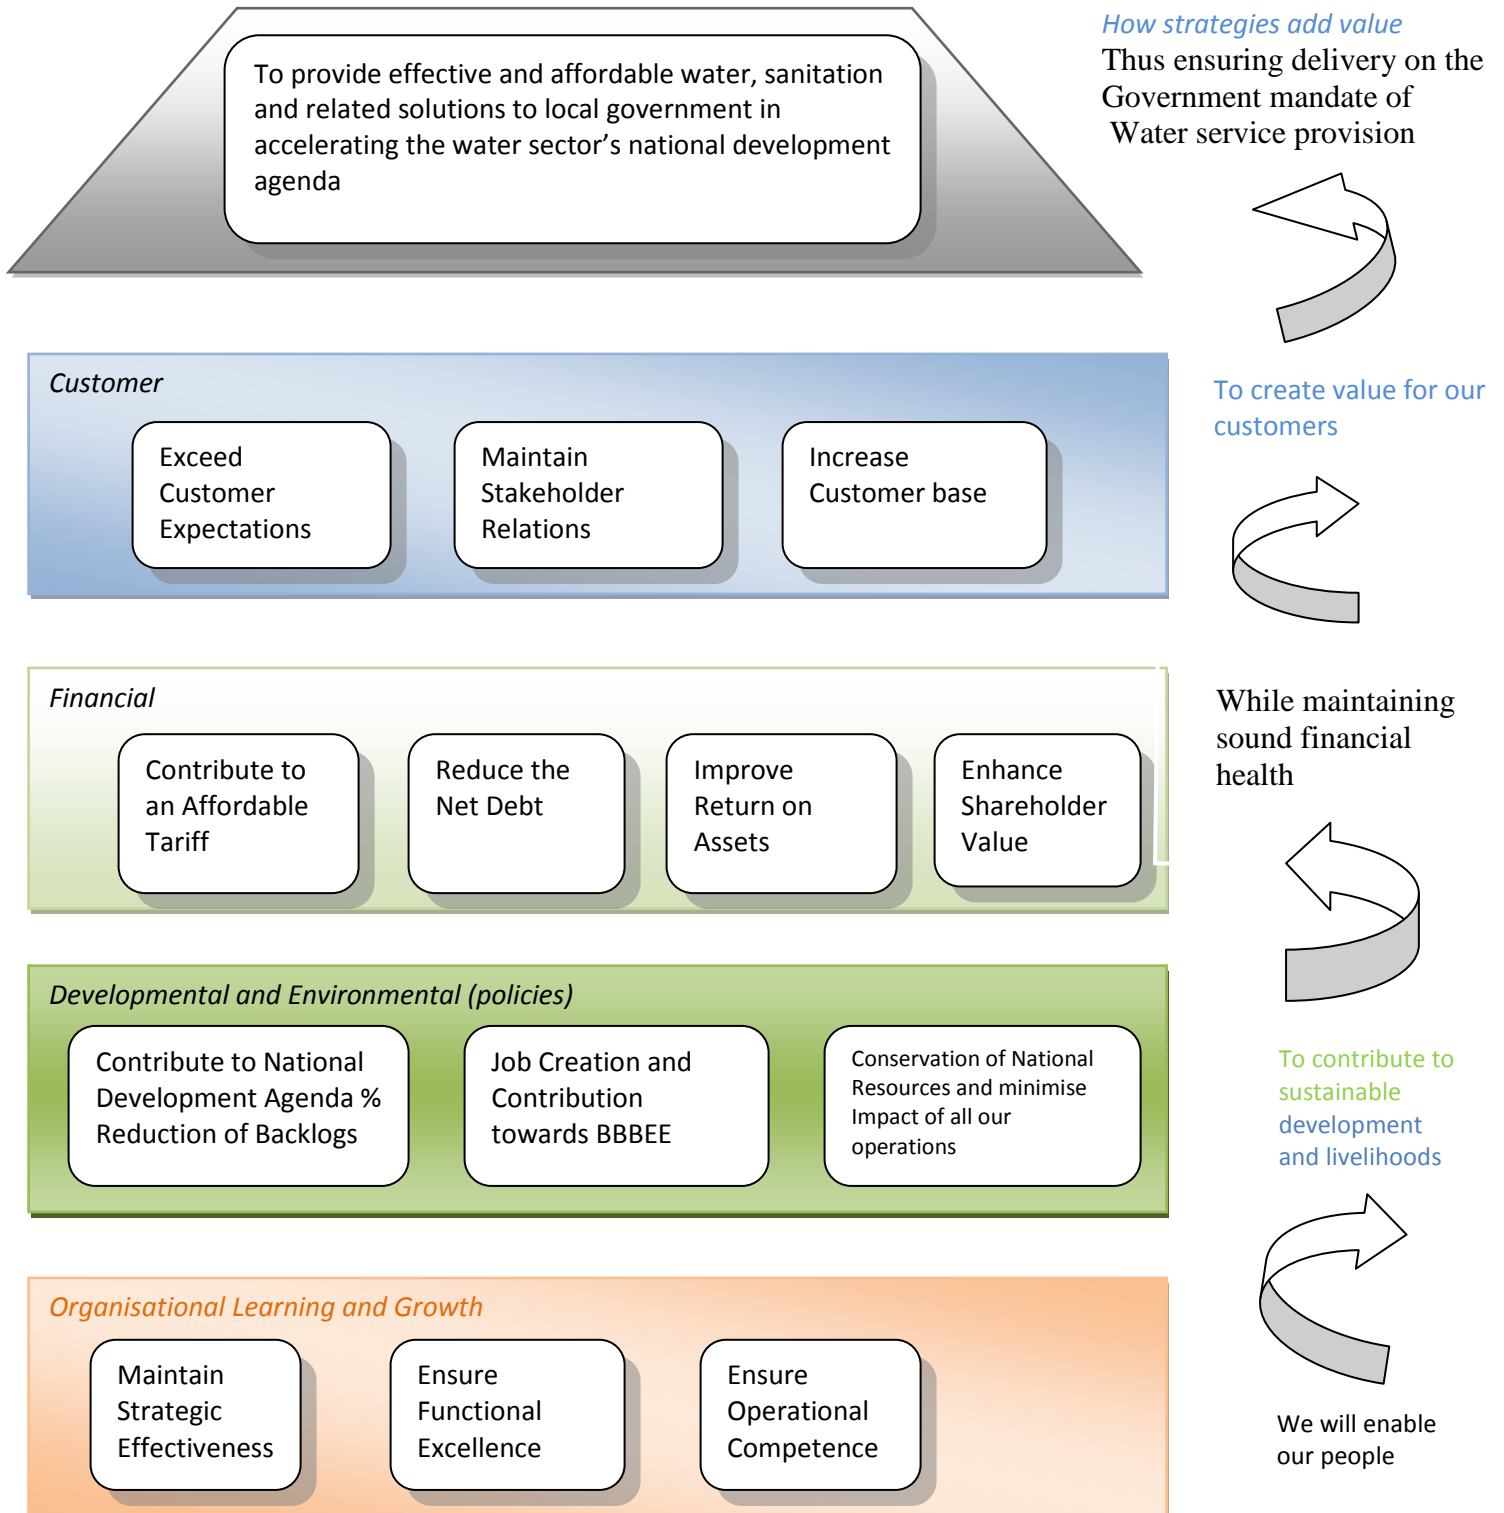 To provide effective and affordable water, sanitation
and related solutions to local government in
accelerating the water sector’s national development
agenda
How strategies add value
Thus ensuring delivery on the
Government mandate of
Water service provision
Customer
Exceed
Customer
Expectations
Maintain
Stakeholder
Relations
Increase
Customer base
To create value for our
customers
Financial
Contribute to
an Affordable
Tariff
Reduce the
Net Debt
Improve
Return on
Assets
Enhance
Shareholder
Value
While maintaining
sound financial
health
Developmental and Environmental (policies)
Contribute to National
Development Agenda %
Reduction of Backlogs
Job Creation and
Contribution
towards BBBEE
Conservation of National
Resources and minimise
Impact of all our
operations
To contribute to
sustainable
development
and livelihoods
Organisational Learning and Growth
Maintain
Strategic
Effectiveness
Ensure
Functional
Excellence
Ensure
Operational
Competence
We will enable
our people